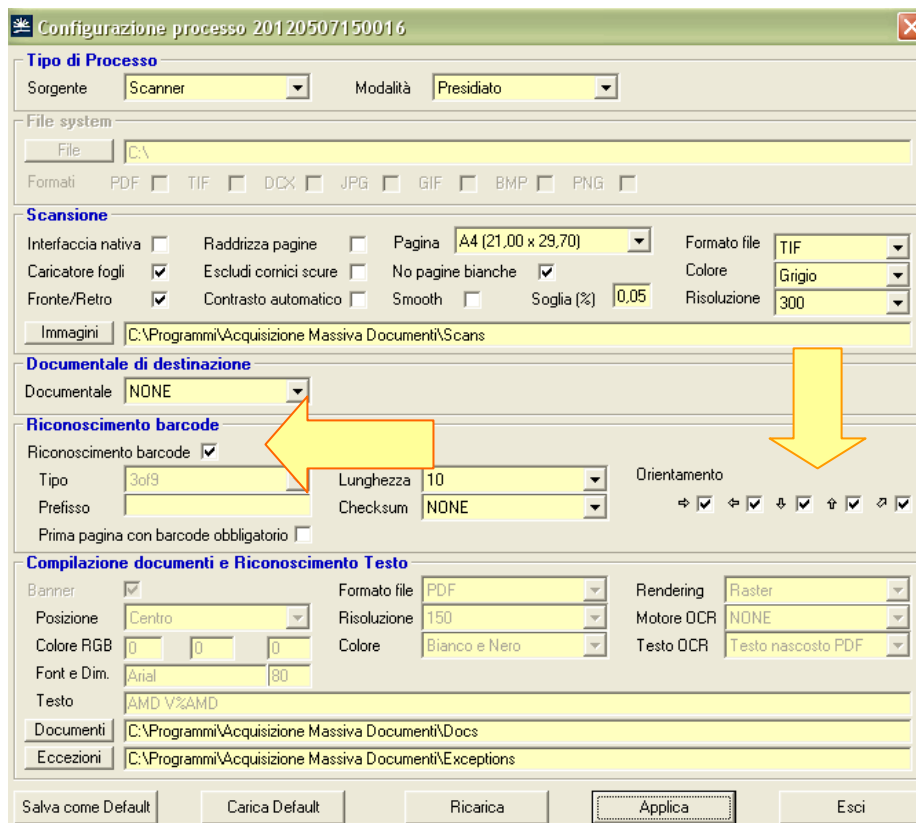 Configurazione processo 20120507150016
Tipo di Processo
Sorgente Scanner Modalità Presidiato
File system
File C:\
Formati PDF TIF DCX JPG GIF BMP PNG
Scansione
Interfaccia nativa Raddrizza pagine Pagina A4 (21,00 x 29,70) Formato file TIF
Caricatore fogli Escludi cornici scure No pagine bianche Colore Grigio
Fronte/Retro Contrasto automatico Smooth Soglia (%) 0,05 Risoluzione 300
Immagini C:\Programmi\Acquisizione Massiva Documenti\Scans
Documentale di destinazione
Documentale NONE
Riconoscimento barcode
Riconoscimento barcode
Tipo 3of9 Lunghezza 10 Orientamento
Prefisso Checksum NONE
Prima pagina con barcode obbligatorio
Compilazione documenti e Riconoscimento Testo
Banner Formato file PDF Rendering Raster
Posizione Centro Risoluzione 150 Motore OCR NONE
Colore RGB 0 0 0 Colore Bianco e Nero Testo OCR Testo nascosto PDF
Font e Dim. Arial 80
Testo AMD V%AMD
Documenti C:\Programmi\Acquisizione Massiva Documenti\Docs
Eccezioni C:\Programmi\Acquisizione Massiva Documenti\Exceptions
Salva come Default Carica Default Ricarica Applica Esci